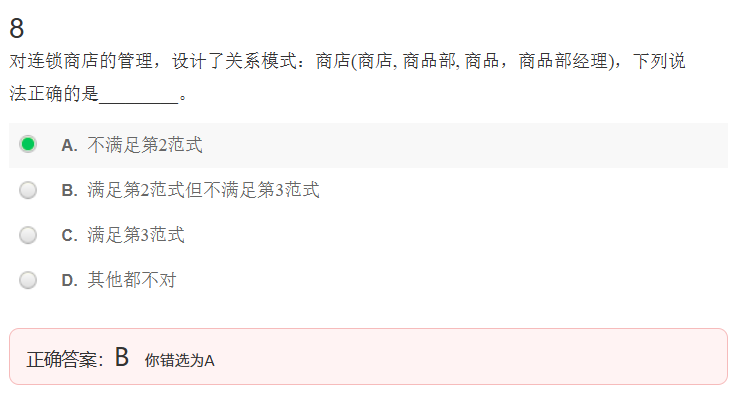 8
对连锁商店的管理，设计了关系模式：商店(商店, 商品部, 商品，商品部经理)，下列说
法正确的是_________。
A. 不满足第2范式
B. 满足第2范式但不满足第3范式
C. 满足第3范式
D. 其他都不对
正确答案：B 你错选为A